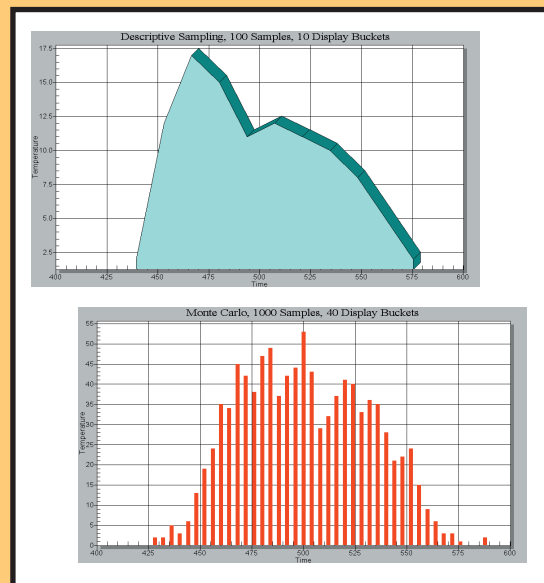 Descriptive Sampling, 100 Samples, 10 Display Buckets
17.5
15.0
12.5
10.0
7.5
5.0
2.5
Temperature
400 425 450 475 500 525 550 575 600
Time
Monte Carlo, 1000 Samples, 40 Display Buckets
55
50
45
40
35
30
25
20
15
10
5
0
Temperature
400 425 450 475 500 525 550 575 600
Time